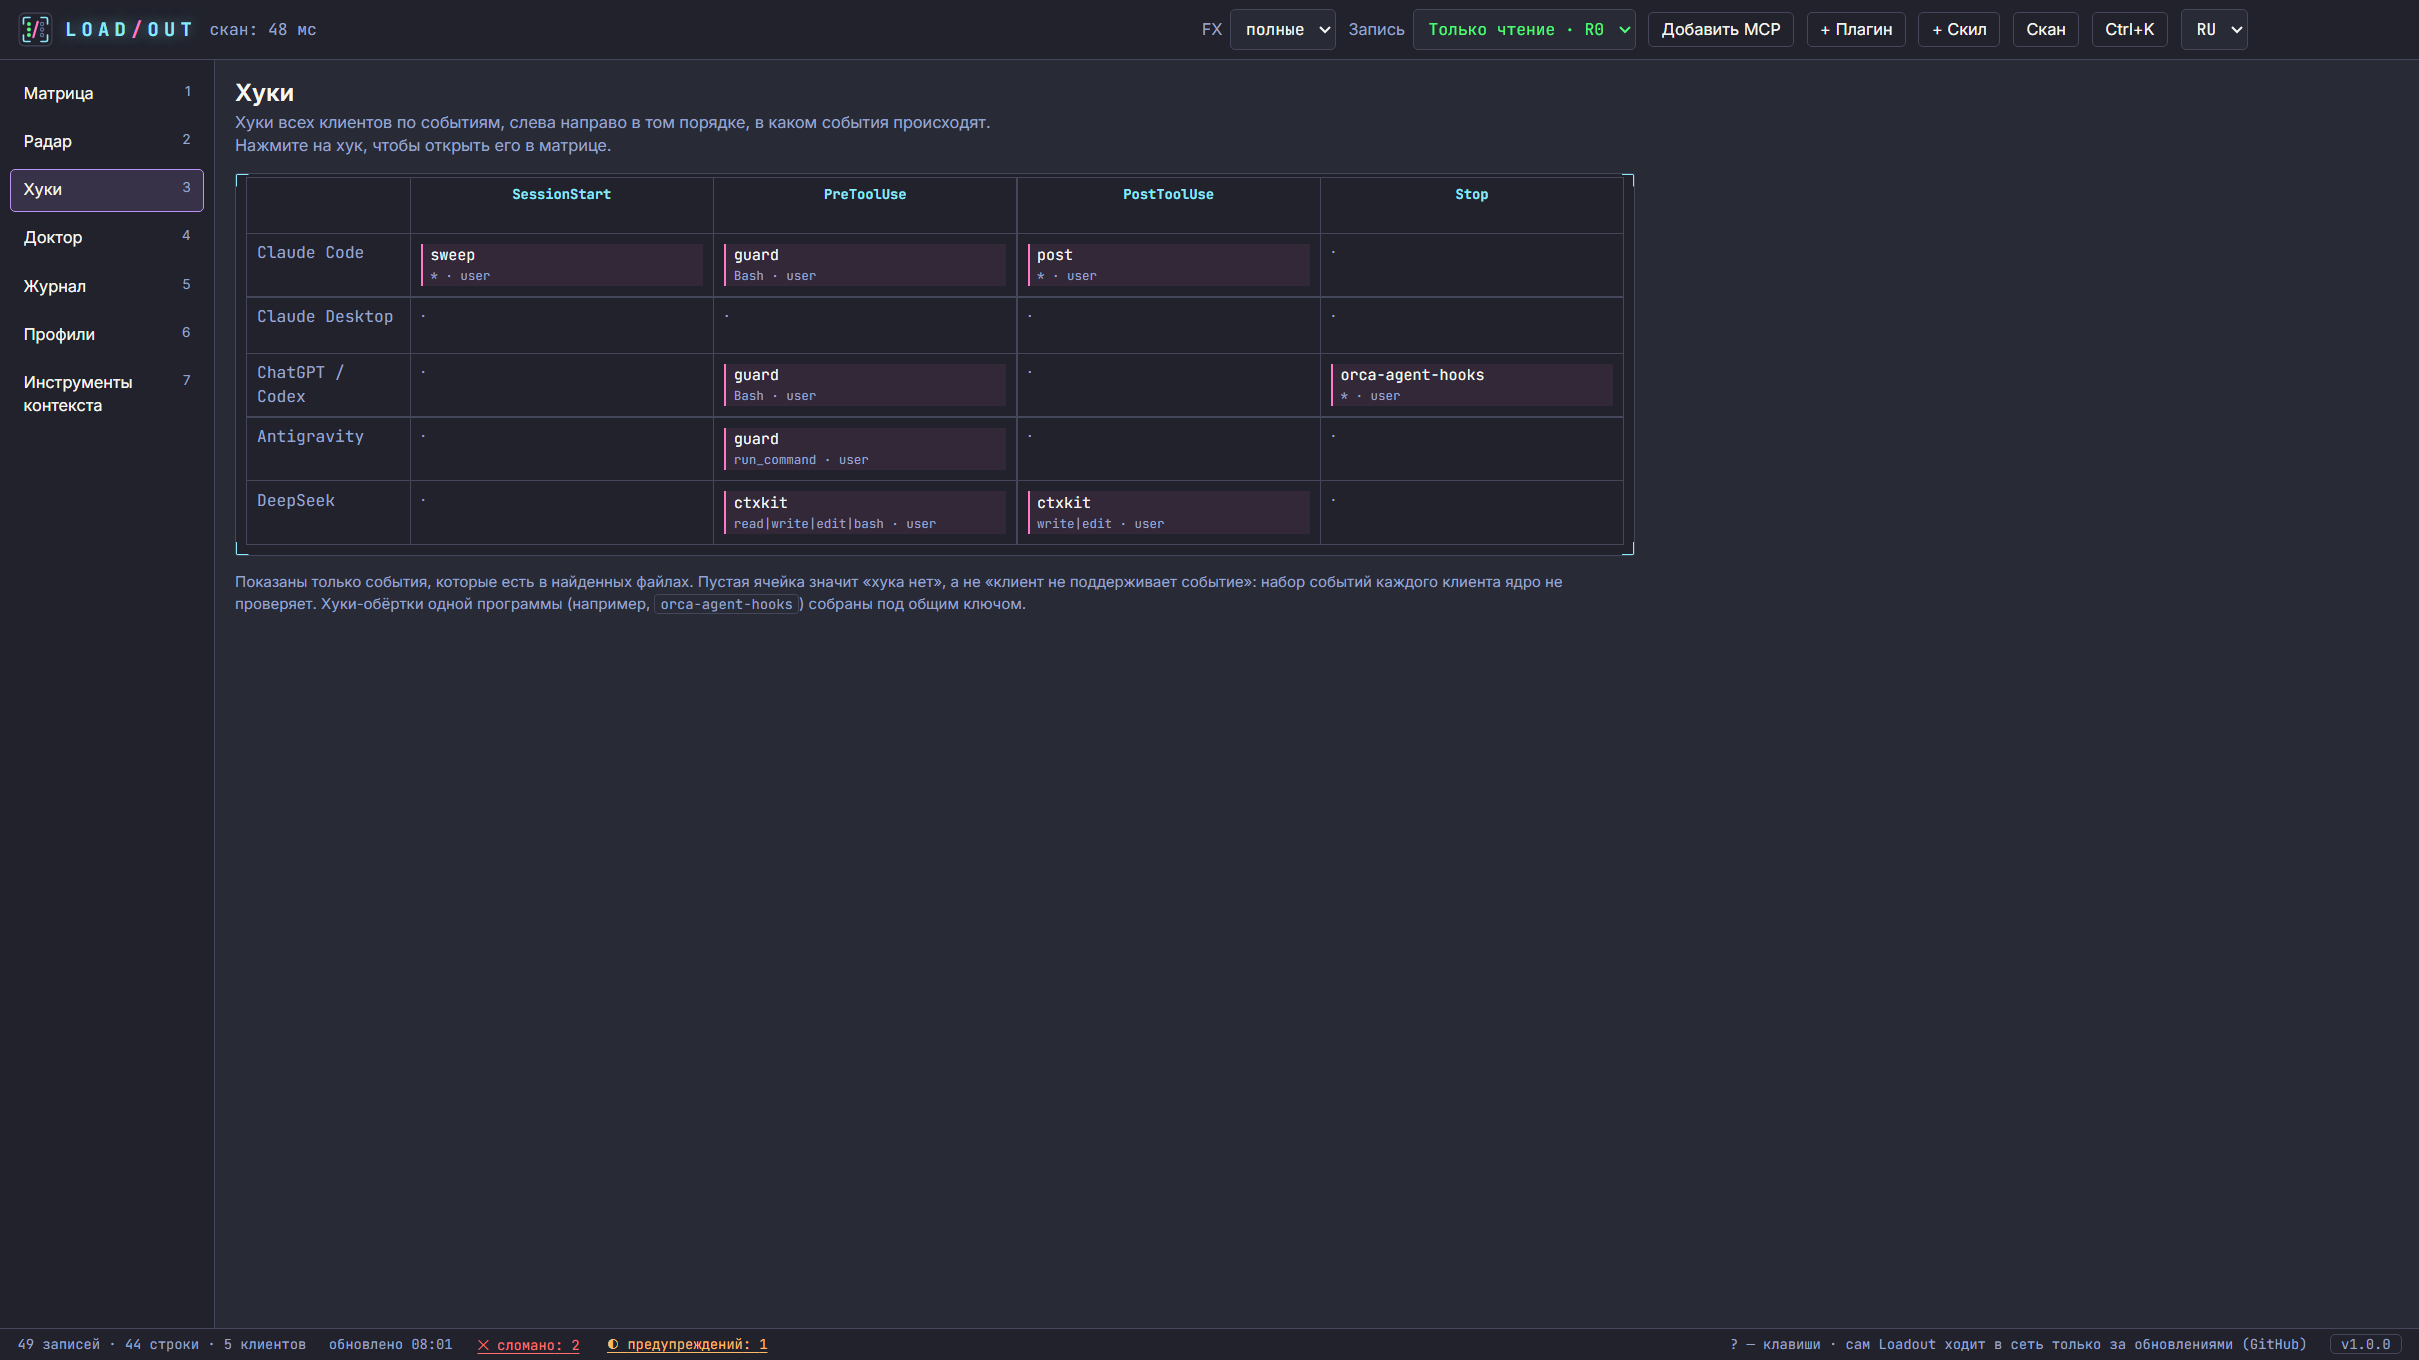 LOAD/OUT скан: 48 мс FX полные Запись Только чтение · R0 Добавить MCP + Плагин + Скил Скан Ctrl+K RU
Матрица 1
Радар 2
Хуки 3
Доктор 4
Журнал 5
Профили 6
Инструменты контекста 7
Хуки
Хуки всех клиентов по событиям, слева направо в том порядке, в каком события происходят.
Нажмите на хук, чтобы открыть его в матрице.
SessionStart PreToolUse PostToolUse Stop
Claude Code sweep guard post ·
* · user Bash · user * · user
Claude Desktop · · · ·
ChatGPT / · guard · orca-agent-hooks
Codex Bash · user * · user
Antigravity · guard · ·
run_command · user
DeepSeek · ctxkit ctxkit ·
read|write|edit|bash · user write|edit · user
Показаны только события, которые есть в найденных файлах. Пустая ячейка значит «хука нет», а не «клиент не поддерживает событие»: набор событий каждого клиента ядро не
проверяет. Хуки-обёртки одной программы (например, orca-agent-hooks) собраны под общим ключом.
49 записей · 44 строки · 5 клиентов обновлено 08:01 × сломано: 2 ◐ предупреждений: 1 ? — клавиши · сам Loadout ходит в сеть только за обновлениями (GitHub) v1.0.0